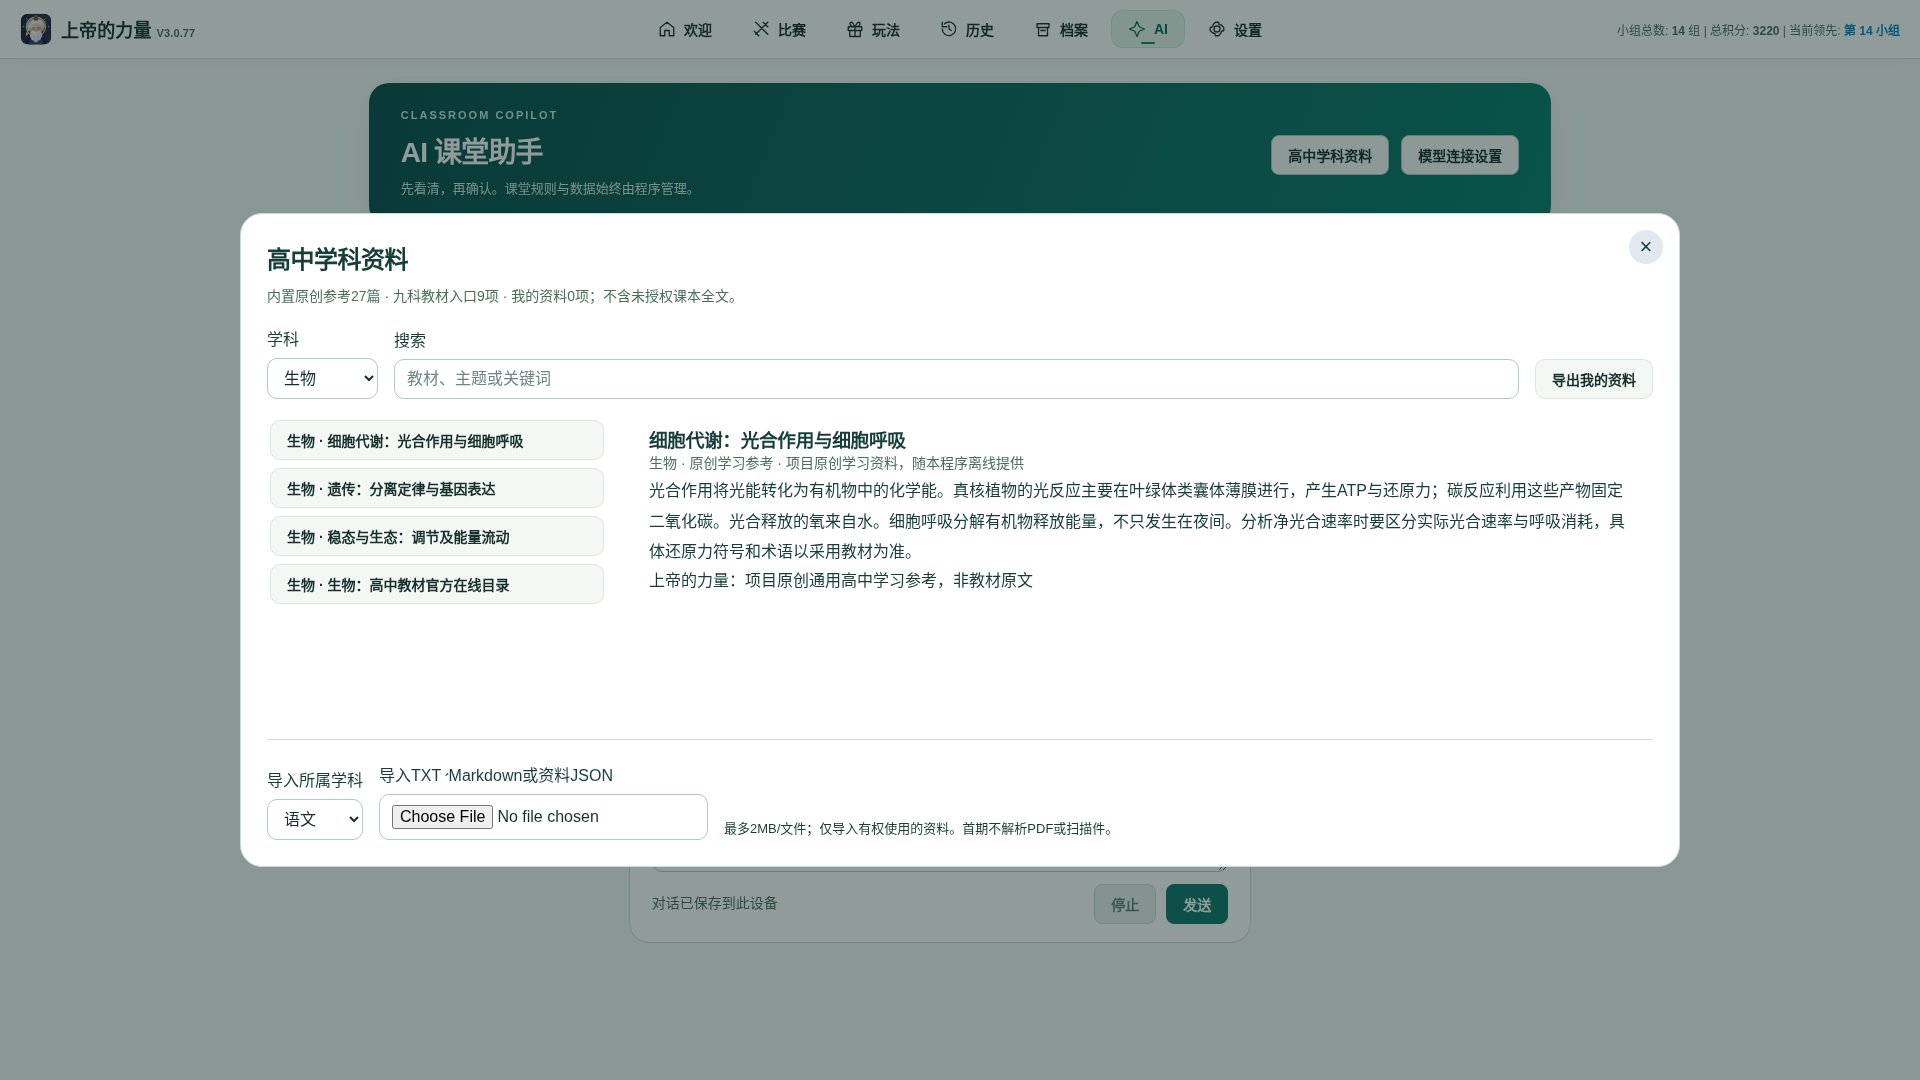 上帝的力量 V3.0.77
欢迎
比赛
玩法
历史
档案
AI
设置
小组总数: 14 组 | 总积分: 3220 | 当前领先: 第 14 小组
CLASSROOM COPILOT
AI 课堂助手
先看清，再确认。课堂规则与数据始终由程序管理。
高中学科资料
模型连接设置
高中学科资料
×
内置原创参考27篇 · 九科教材入口9项 · 我的资料0项；不含未授权课本全文。
学科
搜索
生物
教材、主题或关键词
导出我的资料
生物 · 细胞代谢：光合作用与细胞呼吸
生物 · 遗传：分离定律与基因表达
生物 · 稳态与生态：调节及能量流动
生物 · 生物：高中教材官方在线目录
细胞代谢：光合作用与细胞呼吸
生物 · 原创学习参考 · 项目原创学习资料，随本程序离线提供
光合作用将光能转化为有机物中的化学能。真核植物的光反应主要在叶绿体类囊体薄膜进行，产生ATP与还原力；碳反应利用这些产物固定
二氧化碳。光合释放的氧来自水。细胞呼吸分解有机物释放能量，不只发生在夜间。分析净光合速率时要区分实际光合速率与呼吸消耗，具
体还原力符号和术语以采用教材为准。
上帝的力量：项目原创通用高中学习参考，非教材原文
导入所属学科
导入TXT、Markdown或资料JSON
语文
Choose File No file chosen
最多2MB/文件；仅导入有权使用的资料。首期不解析PDF或扫描件。
对话已保存到此设备
停止
发送